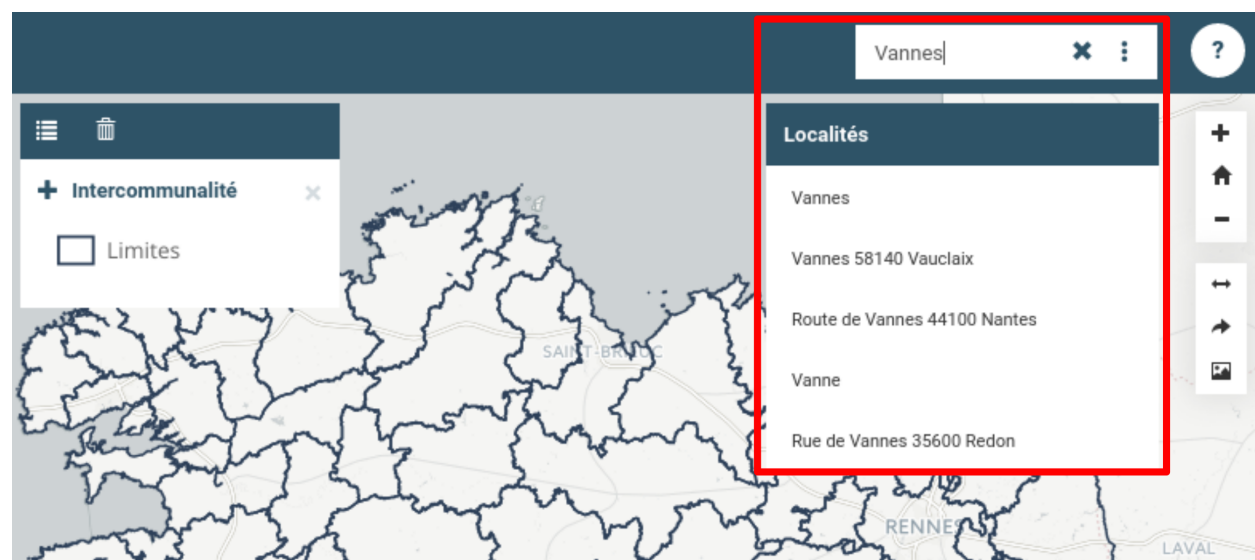 Vannes
?
Localités
Intercommunalité
Vannes
Limites
Vannes 58140 Vauclaix
Route de Vannes 44100 Nantes
SAINT-BRIEUC
Vanne
Rue de Vannes 35600 Redon
RENNES
LAVAL